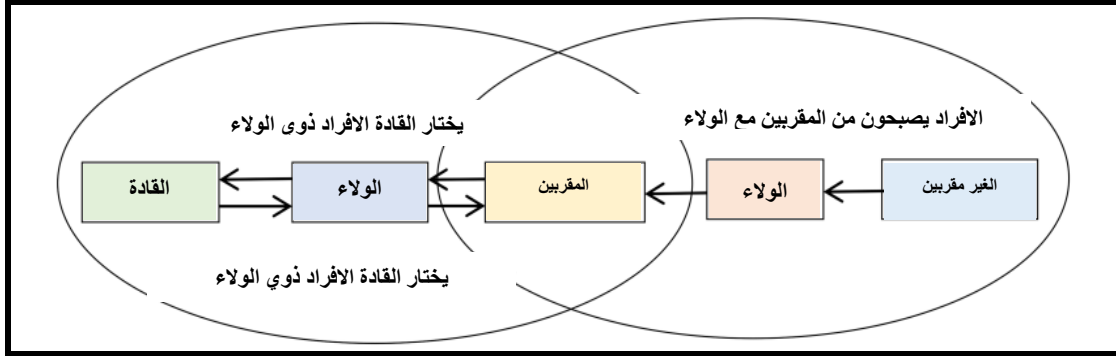 الافراد يصبحون من المقربين مع الولاء
يختار القادة الافراد ذوى الولاء
الغير مقربين
الولاء
المقربين
الولاء
القادة
يختار القادة الافراد ذوي الولاء